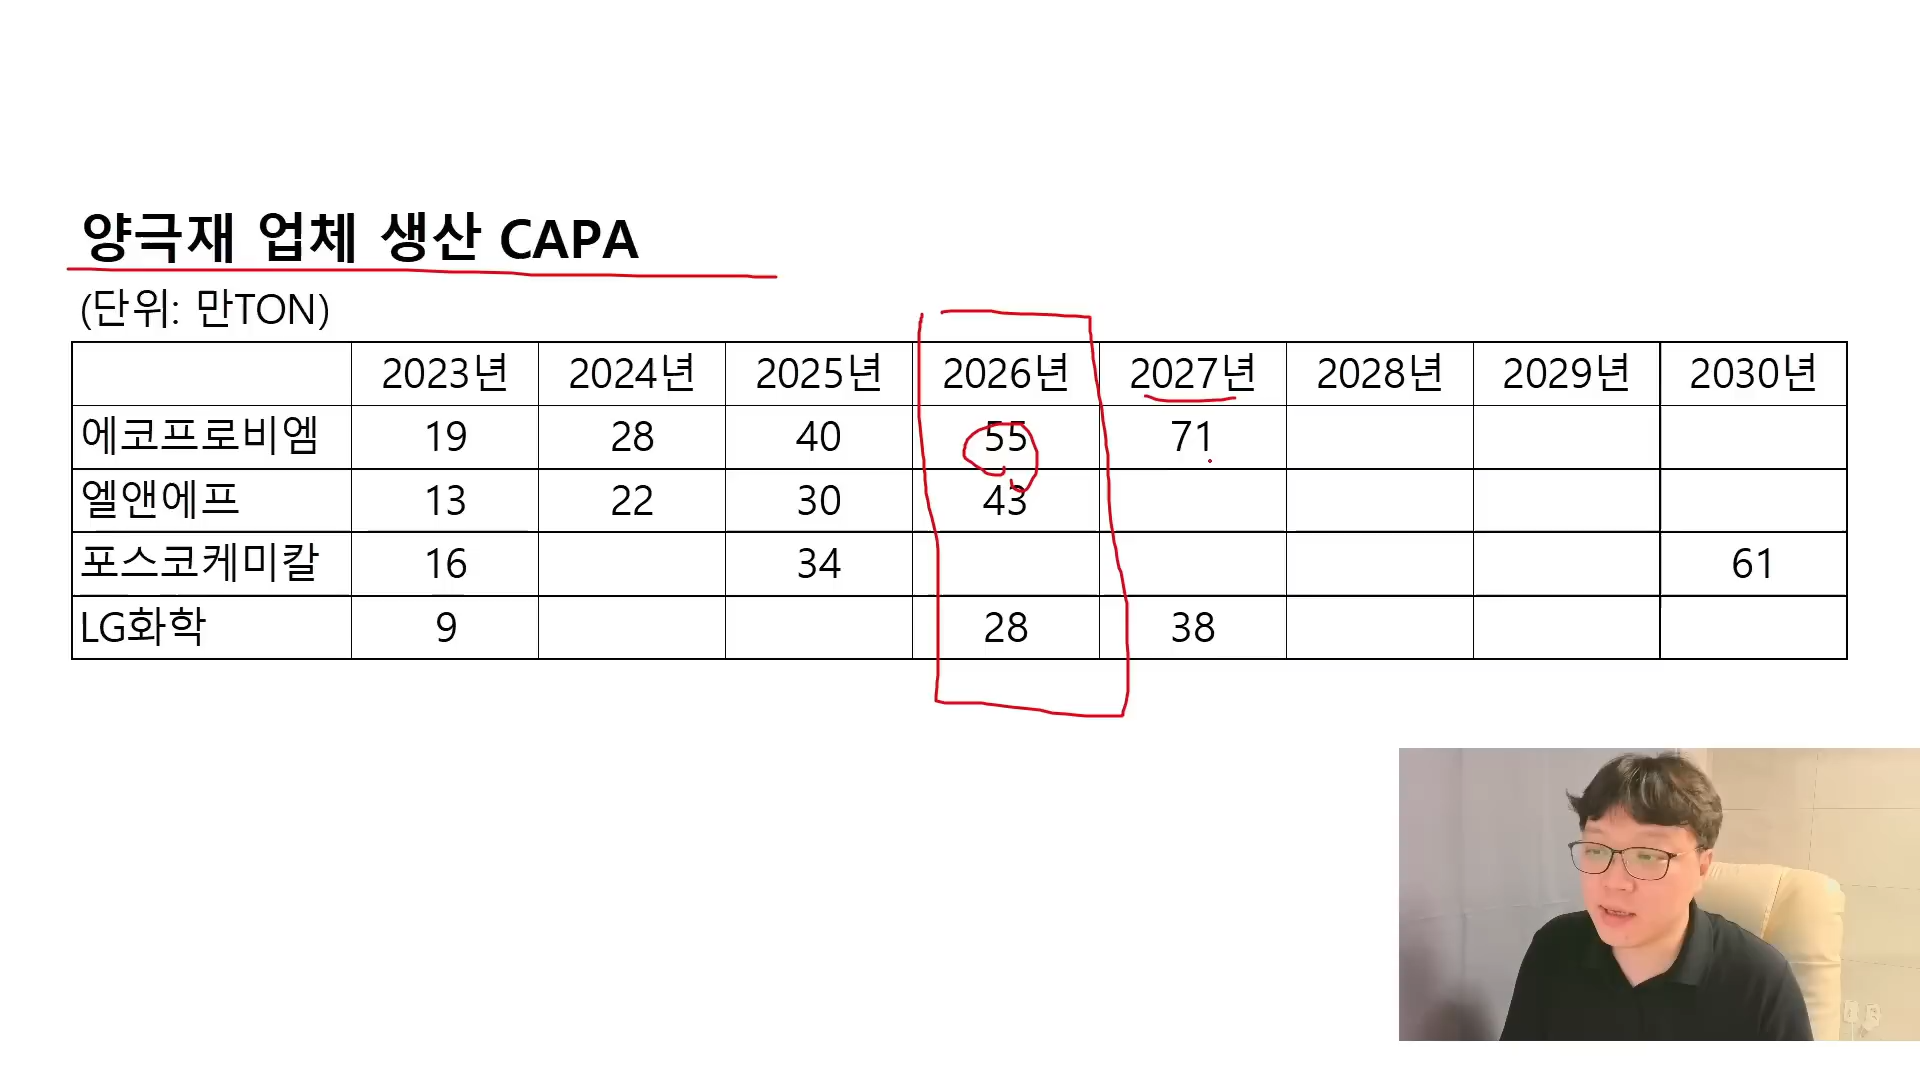 양극재 업체 생산 CAPA
(단위: 만TON)
2023년 2024년 2025년 2026년 2027년 2028년 2029년 2030년
에코프로비엠 19 28 40 55 71
엘앤에프 13 22 30 43
포스코케미칼 16 34 61
LG화학 9 28 38